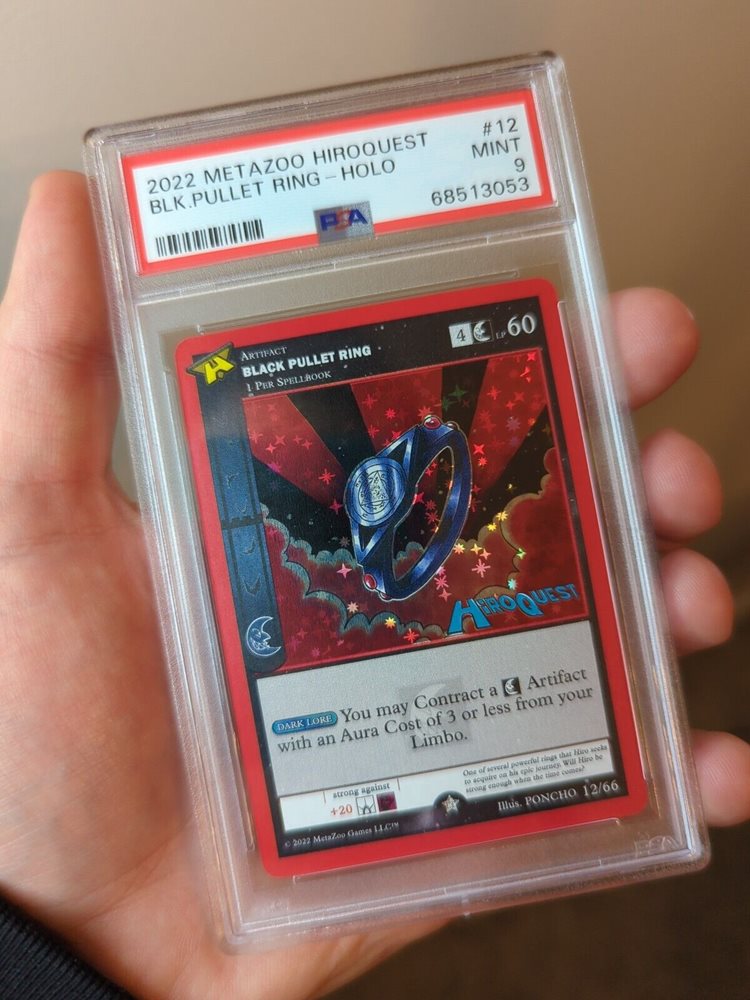 2022 METAZOO HIROQUEST #12
BLK.PULLET RING – HOLO MINT
9
PSA 68513053
ARTIFACT
BLACK PULLET RING
1 PER SPELLBOOK
4 LP 60
HIROQUEST
DARK LORE You may Contract a Artifact
with an Aura Cost of 3 or less from your
Limbo.
strong against
+20
One of several powerful rings that Hiro seeks
to acquire on his epic journey. Will Hiro be
strong enough when the time comes?
© 2022 MetaZoo Games LLC™
Illus. PONCHO 12/66